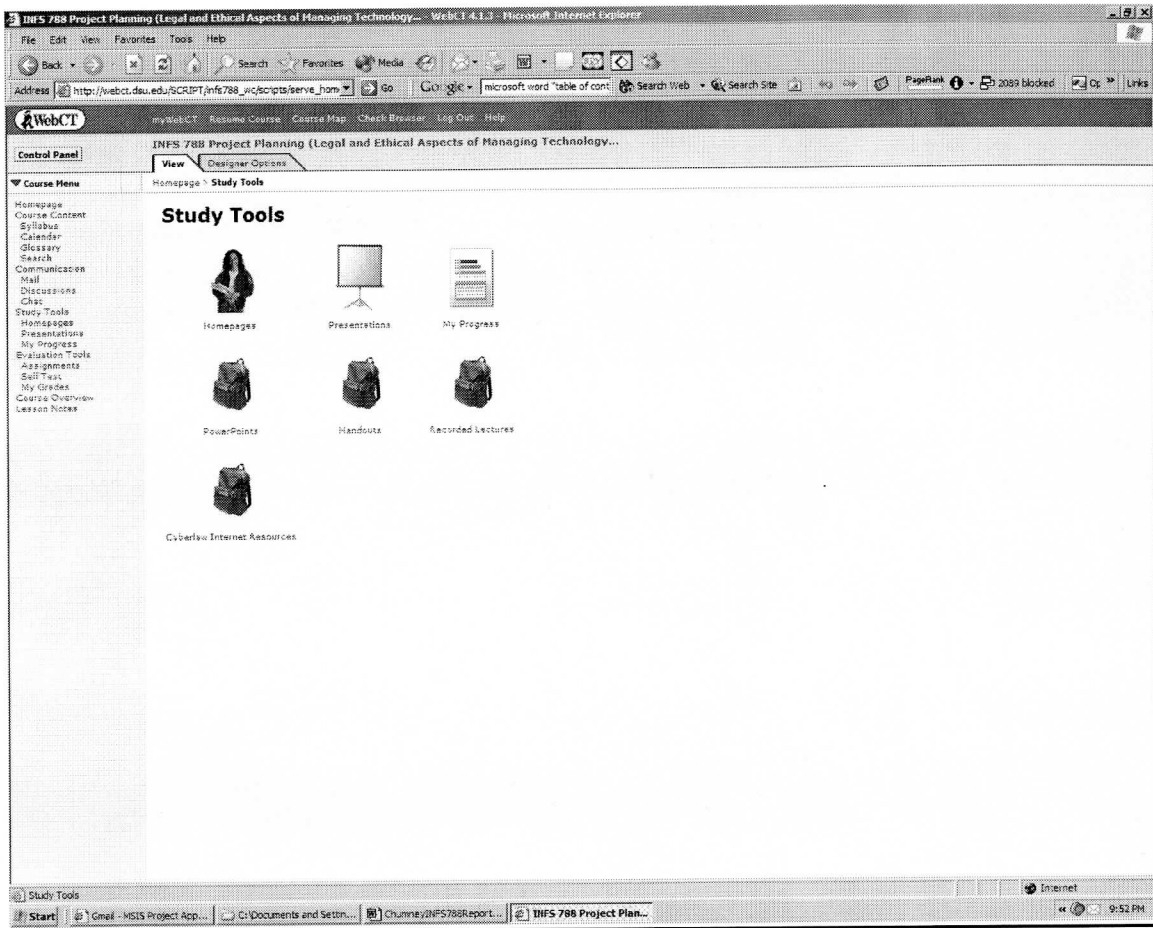 INFS 788 Project Planning (Legal and Ethical Aspects of Managing Technology... - WebCT 4.1.3 - Microsoft Internet Explorer
File Edit View Favorites Tools Help
Back Search Favorites Media
Address http://webct.dsu.edu/SCRIPT/infs788_wc/scripts/serve_hom Go Google microsoft word "table of cont Search Web Search Site PageRank 2089 blocked Op Links
WebCT myWebCT Resume Course Course Map Check Browser Log Out Help
Control Panel
INFS 788 Project Planning (Legal and Ethical Aspects of Managing Technology...
View Designer Options
Course Menu
Homepage > Study Tools
Homepage
Course Content
Syllabus
Calendar
Glossary
Search
Communication
Mail
Discussions
Chat
Study Tools
Homepages
Presentations
My Progress
Evaluation Tools
Assignments
Self Test
My Grades
Course Overview
Lesson Notes
Study Tools
Homepages Presentations My Progress
PowerPoints Handouts Recorded Lectures
Cyberlaw Internet Resources
Study Tools Internet
Start Gmail - MSIS Project App... C:\Documents and Settin... ChumneyINFS788Report... INFS 788 Project Plan... 9:52 PM